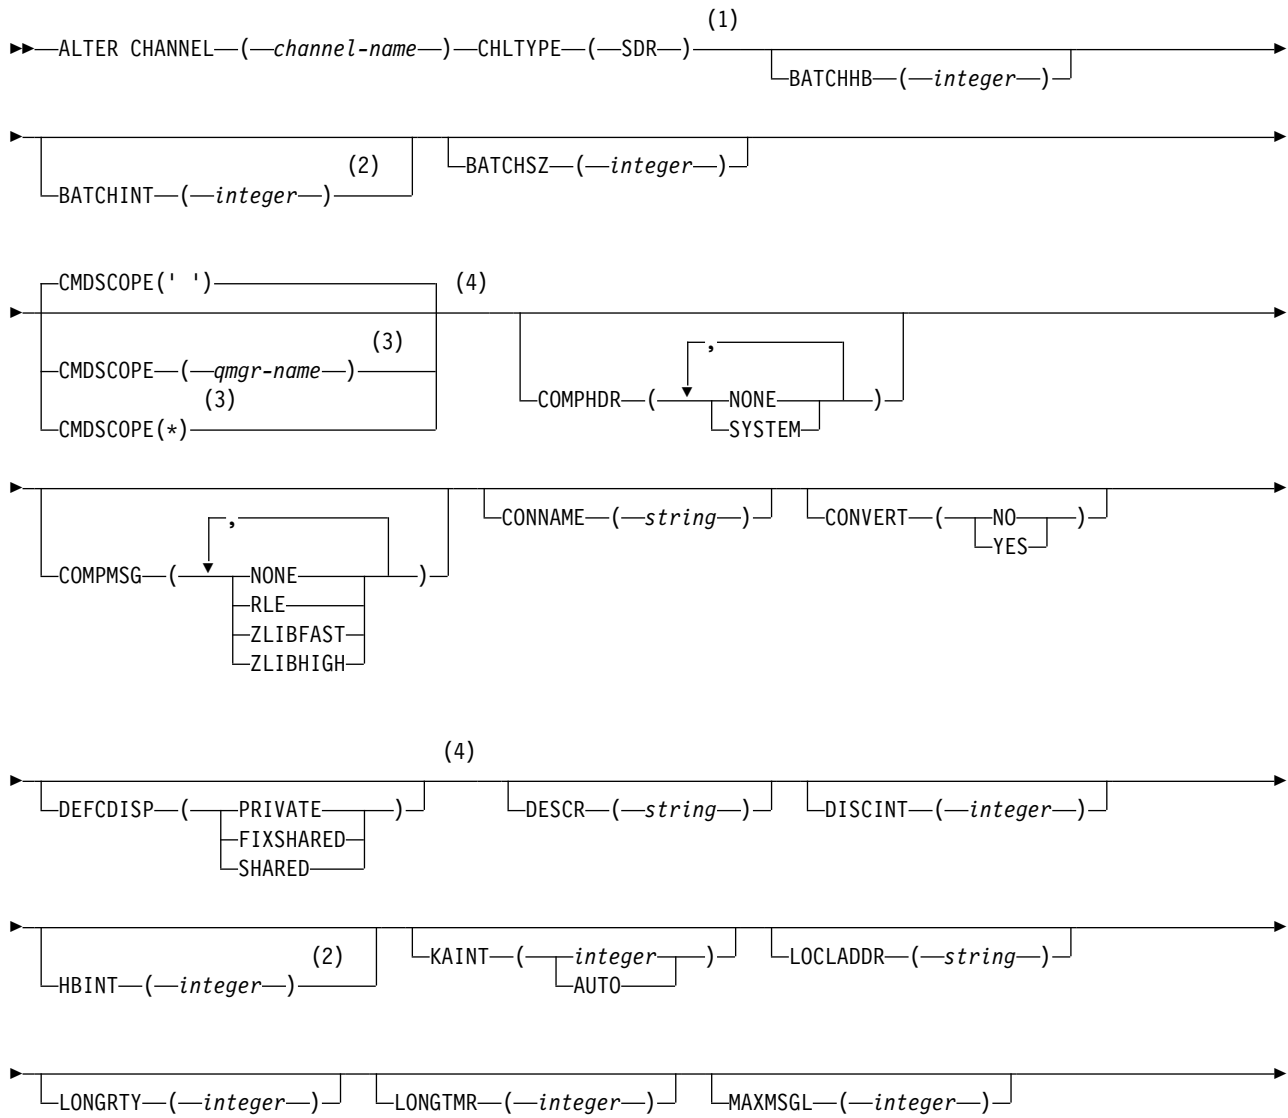 (1)
ALTER CHANNEL ( channel-name ) CHLTYPE ( SDR )
BATCHHB ( integer )
(2)
BATCHINT ( integer )
BATCHSZ ( integer )
CMDSCOPE(' ')
(4)
(3)
CMDSCOPE ( qmgr-name )
(3)
CMDSCOPE(*)
,
COMPHDR ( NONE )
SYSTEM
,
COMPMSG ( NONE )
RLE
ZLIBFAST
ZLIBHIGH
CONNAME ( string )
CONVERT ( NO )
YES
(4)
DEFCDISP ( PRIVATE )
FIXSHARED
SHARED
DESCR ( string )
DISCINT ( integer )
(2)
HBINT ( integer )
KAINT ( integer )
AUTO
LOCLADDR ( string )
LONGRTY ( integer )
LONGTMR ( integer )
MAXMSGL ( integer )